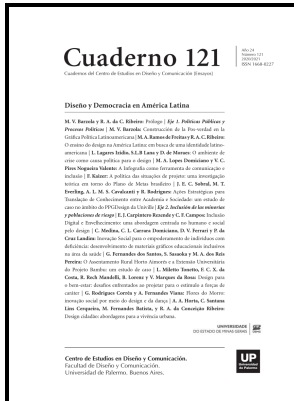 Cuaderno 121
Año 24
Número 121
2020/2021
ISSN 1668-0227
Cuadernos del Centro de Estudios en Diseño y Comunicación [Ensayos]
Diseño y Democracia en América Latina
M. V. Barzola y R. A. da C. Ribeiro: Prólogo | Eje 1. Políticas Públicas y
Procesos Políticos | M. V. Barzola: Construcción de la Pos-verdad en la
Gráfica Política Latinoamericana | M. A. Ramos de Freitas y R. A. C. Ribeiro:
O ensino do design na América Latina: em busca de uma identidade latino-
americana | L. Lagares Izidio, S.L.B Lana y D. de Moraes: O ambiente de
crise como causa política para o design | M. A. Lopes Domiciano y V. C.
Pires Nogueira Valente: A Infografia como ferramenta de comunicação e
inclusão | F. Kaizer: A política das situações de projeto: uma investigação
teórica em torno do Plano de Metas brasileiro | J. E. C. Sobral, M. T.
Everling, A. L. M. S. Cavalcanti y R. Rodrigues: Ações Estratégicas para
Translação de Conhecimento entre Academia e Sociedade: um estudo de
caso no âmbito do PPGDesign da Univille | Eje 2. Inclusión de las minorías
y poblaciones de riesgo | E. J. Carpintero Rezende y C. T. Campos: Inclusão
Digital e Envelhecimento: uma abordagem centrada no humano e social
pelo design | C. Medina, C. L. Carrara Domiciano, D. V. Ferrari y P. da
Cruz Landim: Inovação Social para o empoderamento de indivíduos com
deficiência: desenvolvimento de materiais gráficos educacionais inclusivos
na área da saúde | G. Fernandes dos Santos, S. Sasaoka y M. A. dos Reis
Pereira: O Assentamento Rural Horto Aimorés e a Extensão Universitária
do Projeto Bambu: um estudo de caso | L. Miletto Tonetto, F. C. X. da
Costa, B. Rech Mandelli, B. Lorenz y V. Marques da Rosa: Design para
o bem-estar: desafios enfrentados ao projetar para o estímulo a forças de
caráter | G. Rodrigues Corrêa y A. Fernandes Viana: Flores do Morro:
inovação social por meio do design e da dança | A. A. Horta, C. Santana
Lins Cerqueira, M. Fernandes Batista, y R. A. da Conceição Ribeiro:
Design cidadão: abordagens para a vivência urbana.
UNIVERSIDADE
DO ESTADO DE MINAS GERAIS
Centro de Estudios en Diseño y Comunicación.
Facultad de Diseño y Comunicación.
Universidad de Palermo. Buenos Aires.
UP
Universidad
de Palermo